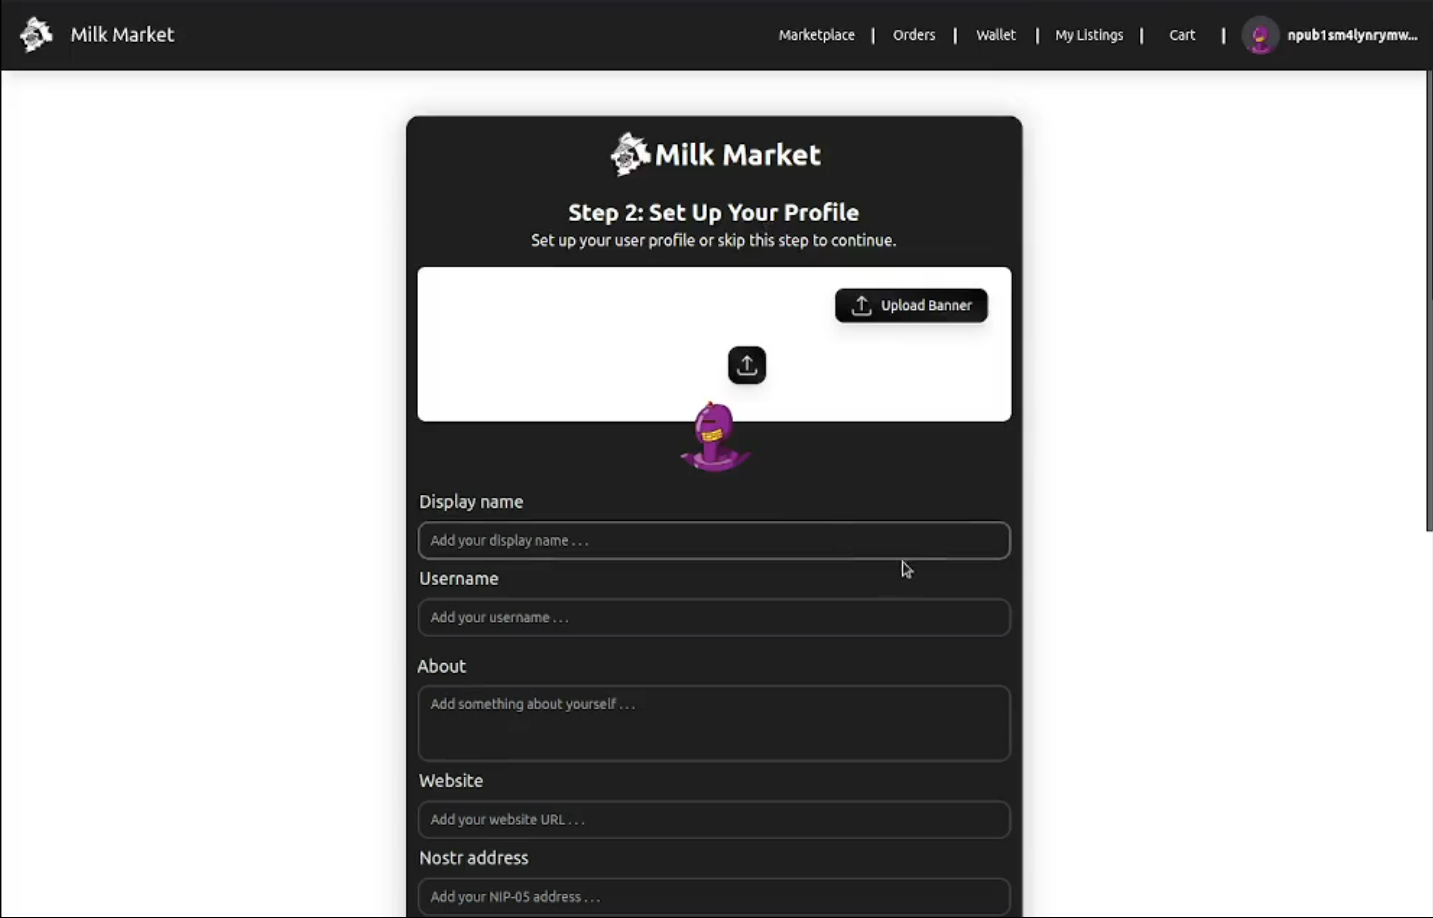 Milk Market
Marketplace | Orders | Wallet | My Listings | Cart | npub1sm4lynrymw...
Milk Market
Step 2: Set Up Your Profile
Set up your user profile or skip this step to continue.
Upload Banner
Display name
Add your display name . . .
Username
Add your username . . .
About
Add something about yourself . . .
Website
Add your website URL . . .
Nostr address
Add your NIP-05 address . . .